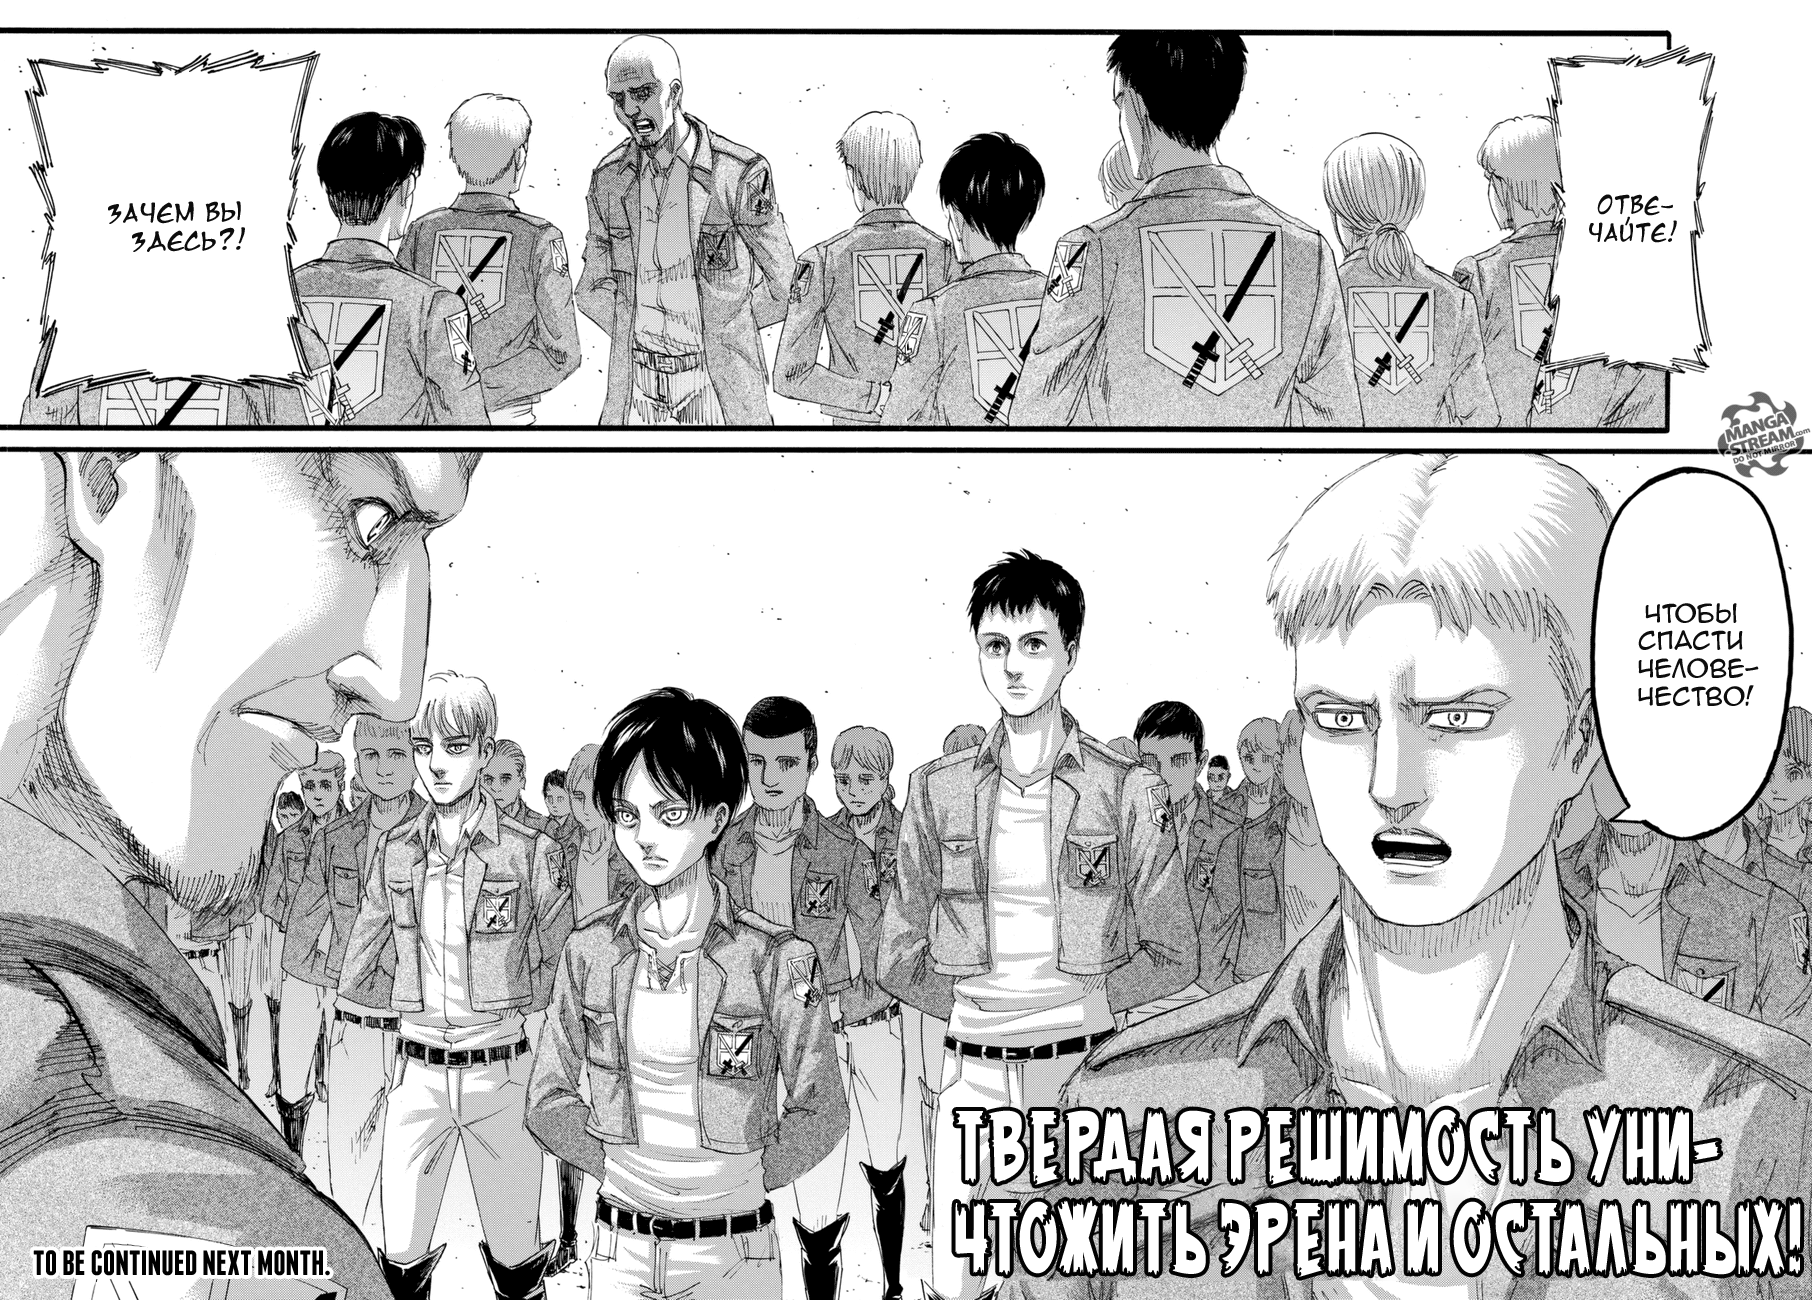 ОТВЕ-
ЧАЙТЕ!
ЗАЧЕМ ВЫ
ЗДЕСЬ?!
MANGA
STREAM.com
DO NOT MIRROR
ЧТОБЫ
СПАСТИ
ЧЕЛОВЕ-
ЧЕСТВО!
ТВЕРДАЯ РЕШИМОСТЬ УНИ-
ЧТОЖИТЬ ЭРЕНА И ОСТАЛЬНЫХ!
TO BE CONTINUED NEXT MONTH.